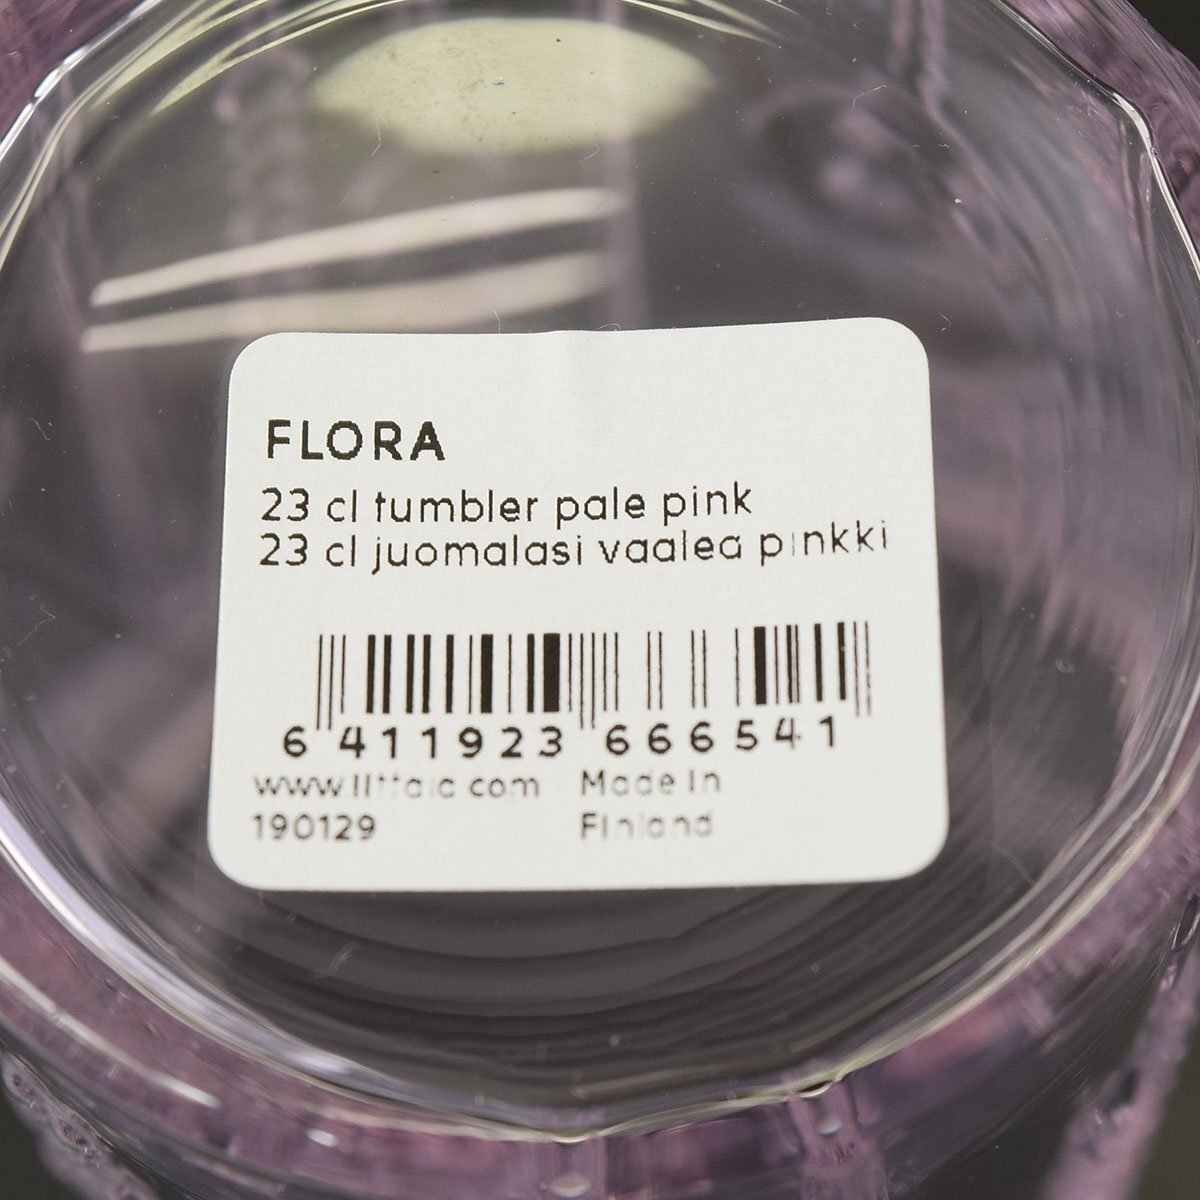 FLORA
23 cl tumbler pale pink
23 cl juomalasi vaalea pinkki
6 411923 666541
www.iittala.com Made in
190129 Finland